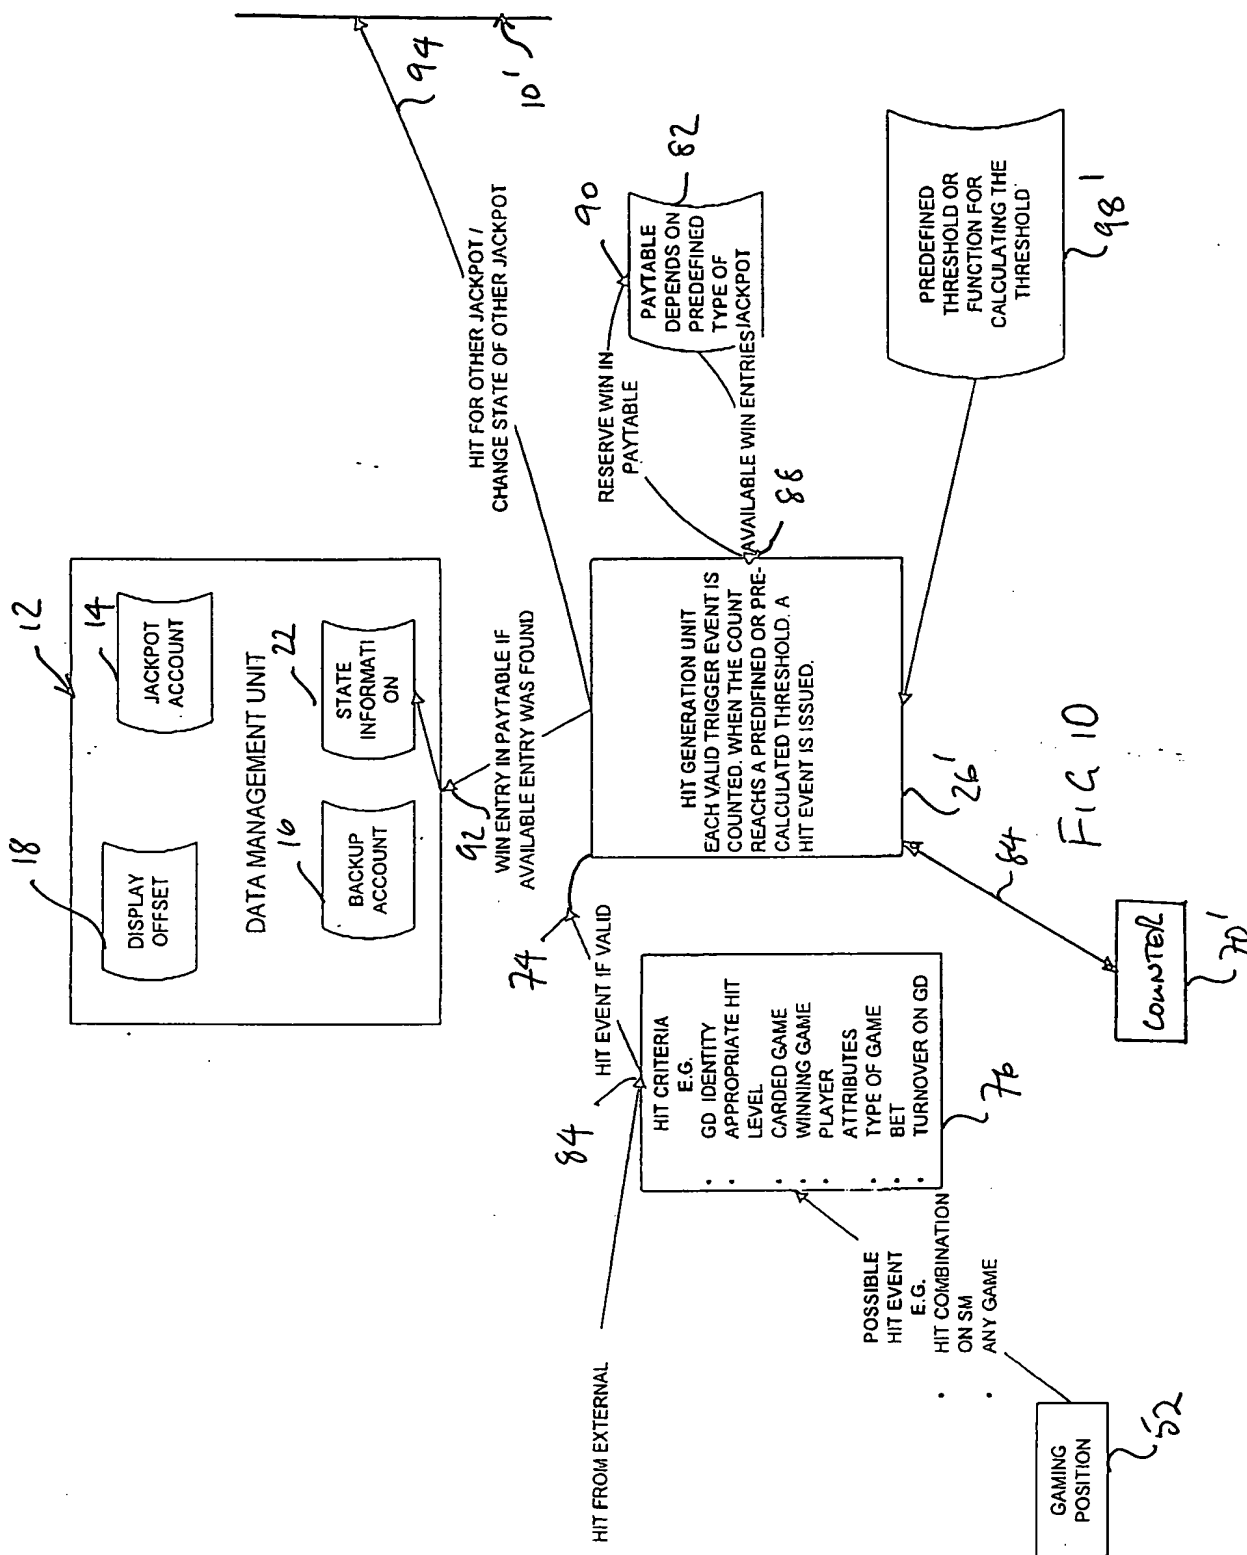 18
DISPLAY
OFFSET
12
14
JACKPOT
ACCOUNT
DATA MANAGEMENT UNIT
16
BACKUP
ACCOUNT
22
STATE
INFORMATI
ON
92
WIN ENTRY IN PAYTABLE IF
AVAILABLE ENTRY WAS FOUND
HIT FOR OTHER JACKPOT /
CHANGE STATE OF OTHER JACKPOT
94
10'
HIT FROM EXTERNAL
84
HIT EVENT IF VALID
74
HIT CRITERIA
E.G.
• GD IDENTITY
• APPROPRIATE HIT
LEVEL
• CARDED GAME
• WINNING GAME
• PLAYER
ATTRIBUTES
• TYPE OF GAME
• BET
• TURNOVER ON GD
76
HIT GENERATION UNIT
EACH VALID TRIGGER EVENT IS
COUNTED. WHEN THE COUNT
REACHS A PREDIFINED OR PRE-
CALCULATED THRESHOLD. A
HIT EVENT IS ISSUED.
26'
88
RESERVE WIN IN
PAYTABLE
90
PAYTABLE
DEPENDS ON
PREDEFINED
TYPE OF
JACKPOT
82
AVAILABLE WIN ENTRIES
POSSIBLE
HIT EVENT
E.G.
• HIT COMBINATION
ON SM
• ANY GAME
GAMING
POSITION
52
84
COUNTER
70'
PREDEFINED
THRESHOLD OR
FUNCTION FOR
CALCULATING THE
THRESHOLD
98'
FIG 10